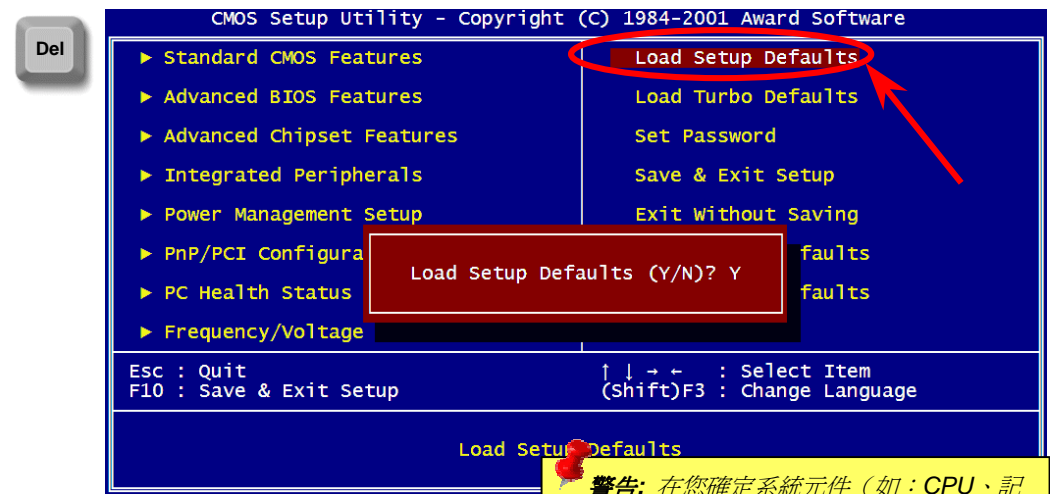 CMOS Setup Utility - Copyright (C) 1984-2001 Award Software
Del
► Standard CMOS Features
► Advanced BIOS Features
► Advanced Chipset Features
► Integrated Peripherals
► Power Management Setup
► PnP/PCI Configura
► PC Health Status
► Frequency/Voltage
Load Setup Defaults
Load Turbo Defaults
Set Password
Save & Exit Setup
Exit Without Saving
faults
faults
Load Setup Defaults (Y/N)? Y
Esc : Quit
F10 : Save & Exit Setup
↑ ↓ → ← : Select Item
(Shift)F3 : Change Language
Load Setup Defaults
警告: 在您確定系統元件（如：CPU、記